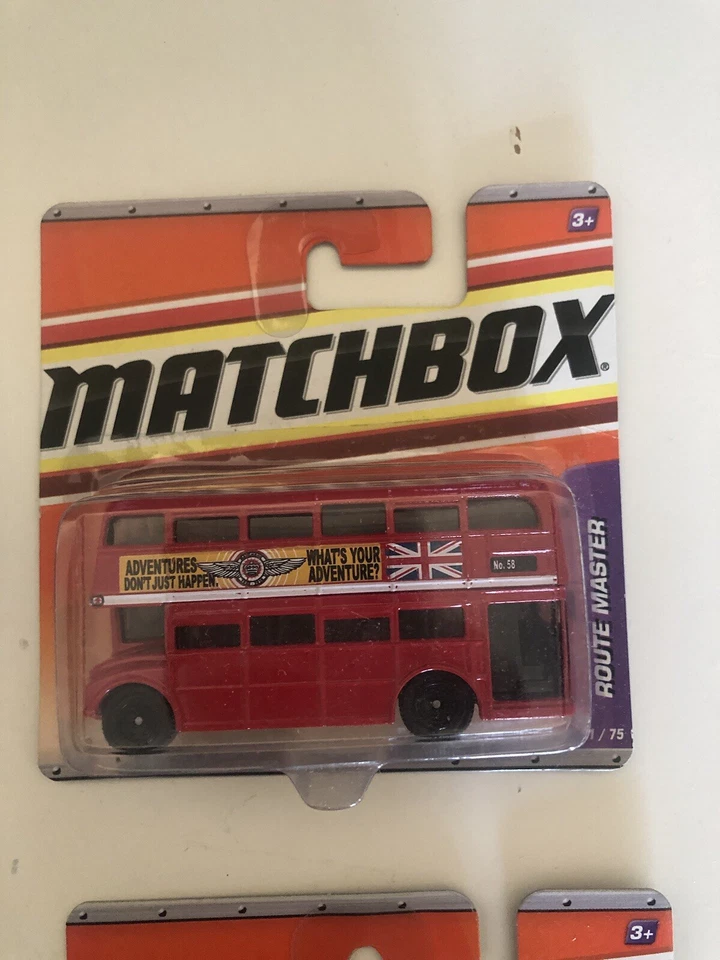 3+
MATCHBOX®
ADVENTURES
DON'T JUST HAPPEN.
WHAT'S YOUR
ADVENTURE?
No. 58
ROUTE MASTER
/ 75
3+